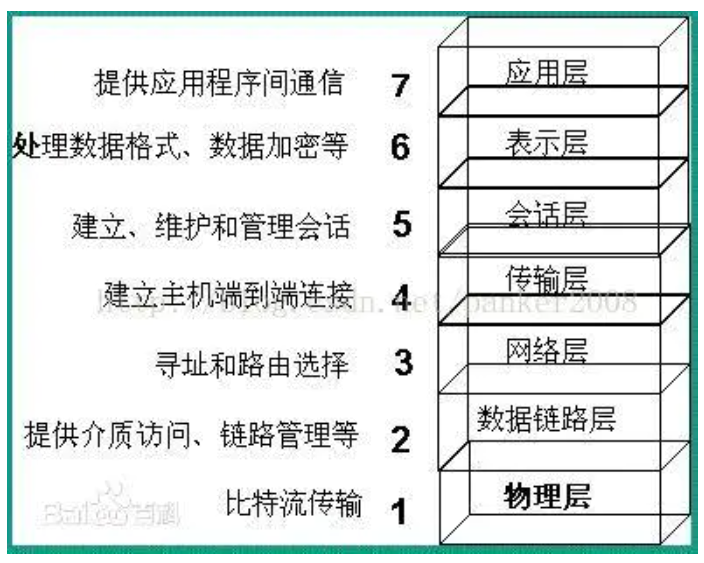 提供应用程序间通信 7 应用层
处理数据格式、数据加密等 6 表示层
建立、维护和管理会话 5 会话层
建立主机端到端连接 4 传输层
寻址和路由选择 3 网络层
提供介质访问、链路管理等 2 数据链路层
比特流传输 1 物理层
Baidu百科